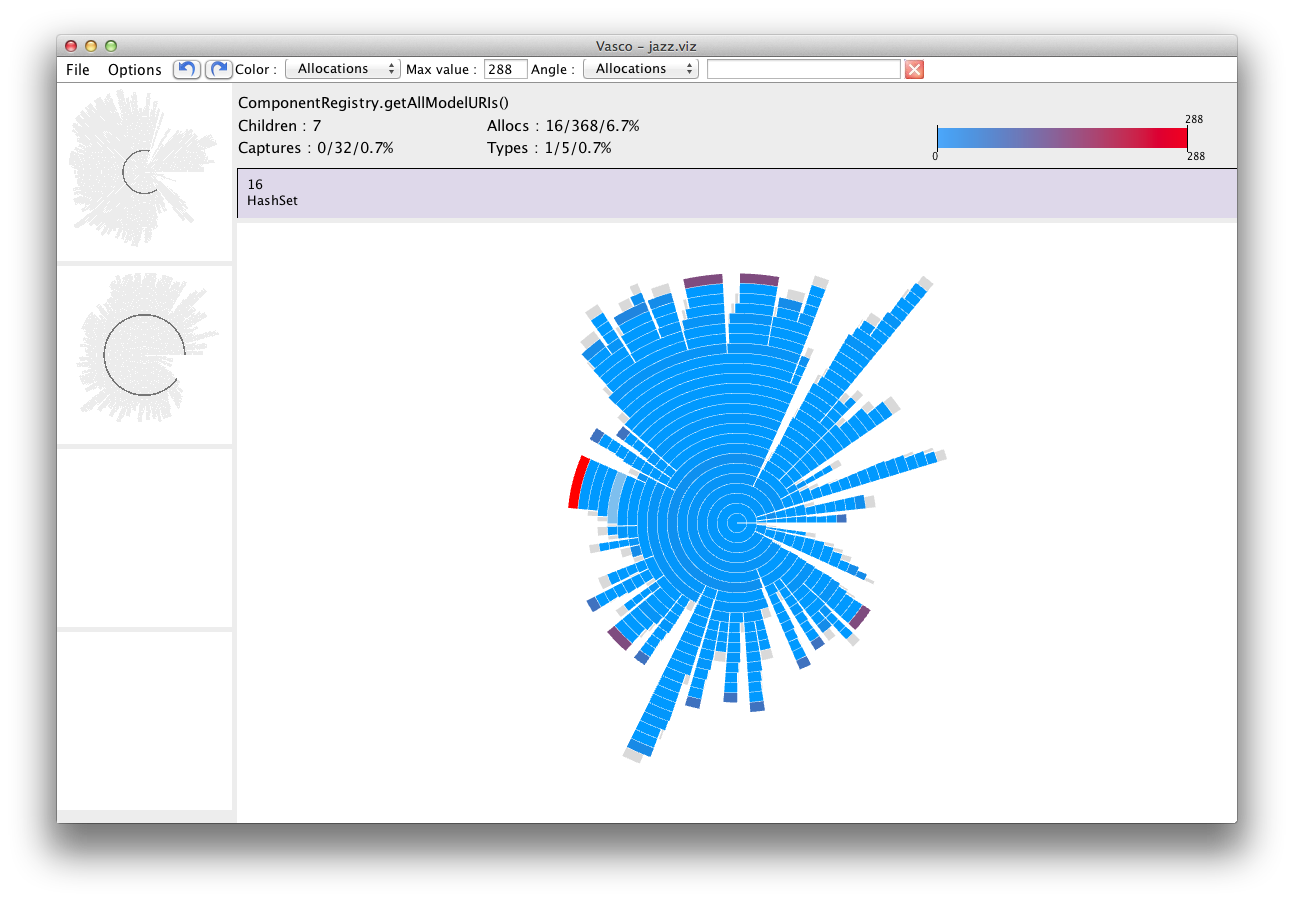 Vasco – jazz.viz
File Options Color : Allocations Max value : 288 Angle : Allocations
ComponentRegistry.getAllModelURIs()
Children : 7 Allocs : 16/368/6.7%
Captures : 0/32/0.7% Types : 1/5/0.7%
288
0 288
16
HashSet